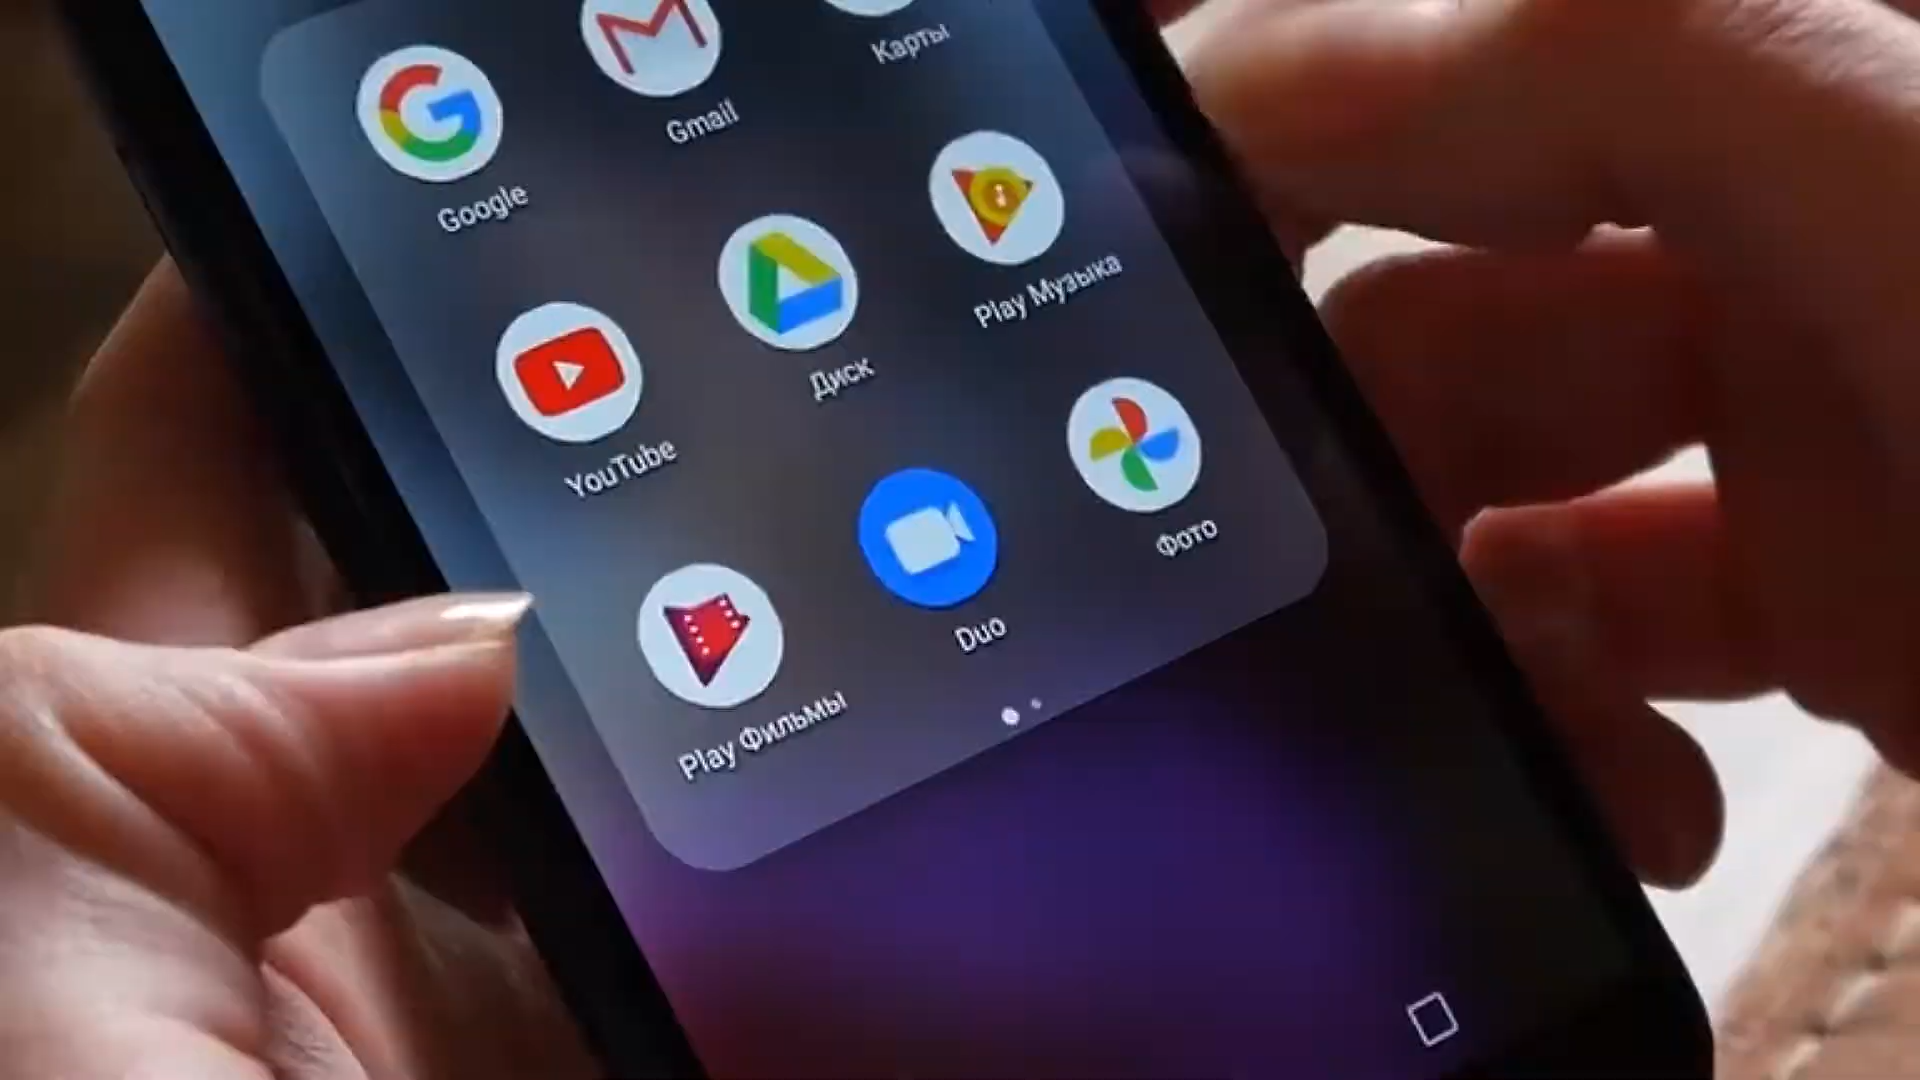 Google
Gmail
Карты
YouTube
Диск
Play Музыка
Play Фильмы
Duo
Фото